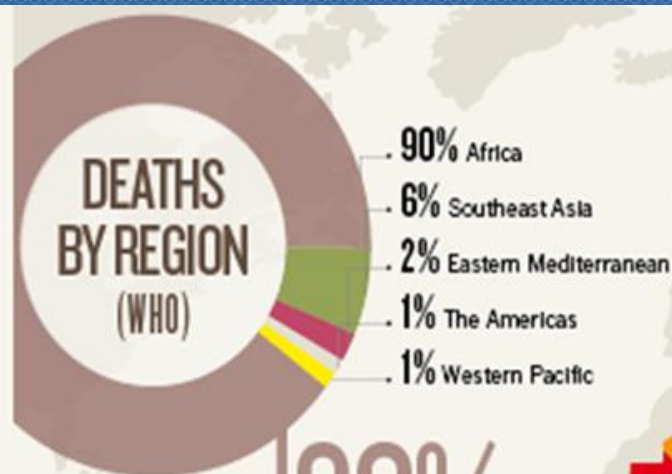 DEATHS
BY REGION
(WHO)
90% Africa
6% Southeast Asia
2% Eastern Mediterranean
1% The Americas
1% Western Pacific